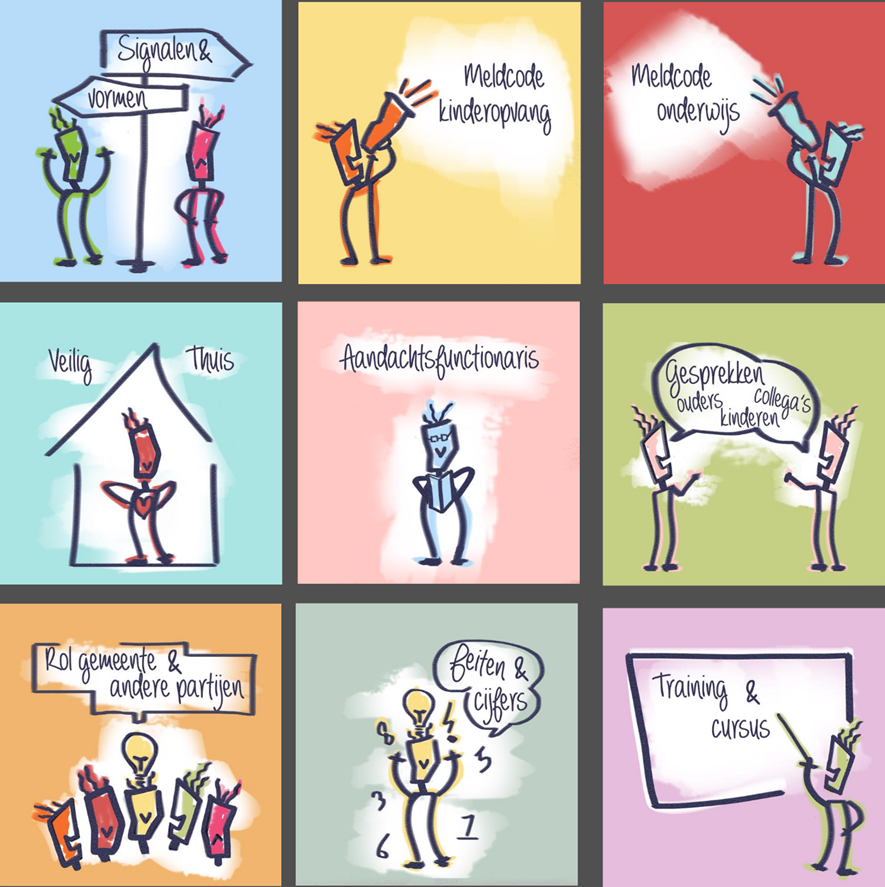 Signalen &
vormen
Meldcode
kinderopvang
Meldcode
onderwijs
Veilig Thuis
Aandachtsfunctionaris
Gesprekken
ouders collega's
kinderen
Rol gemeente &
andere partijen
feiten &
cijfers
8
5
3
6
1
Training &
cursus